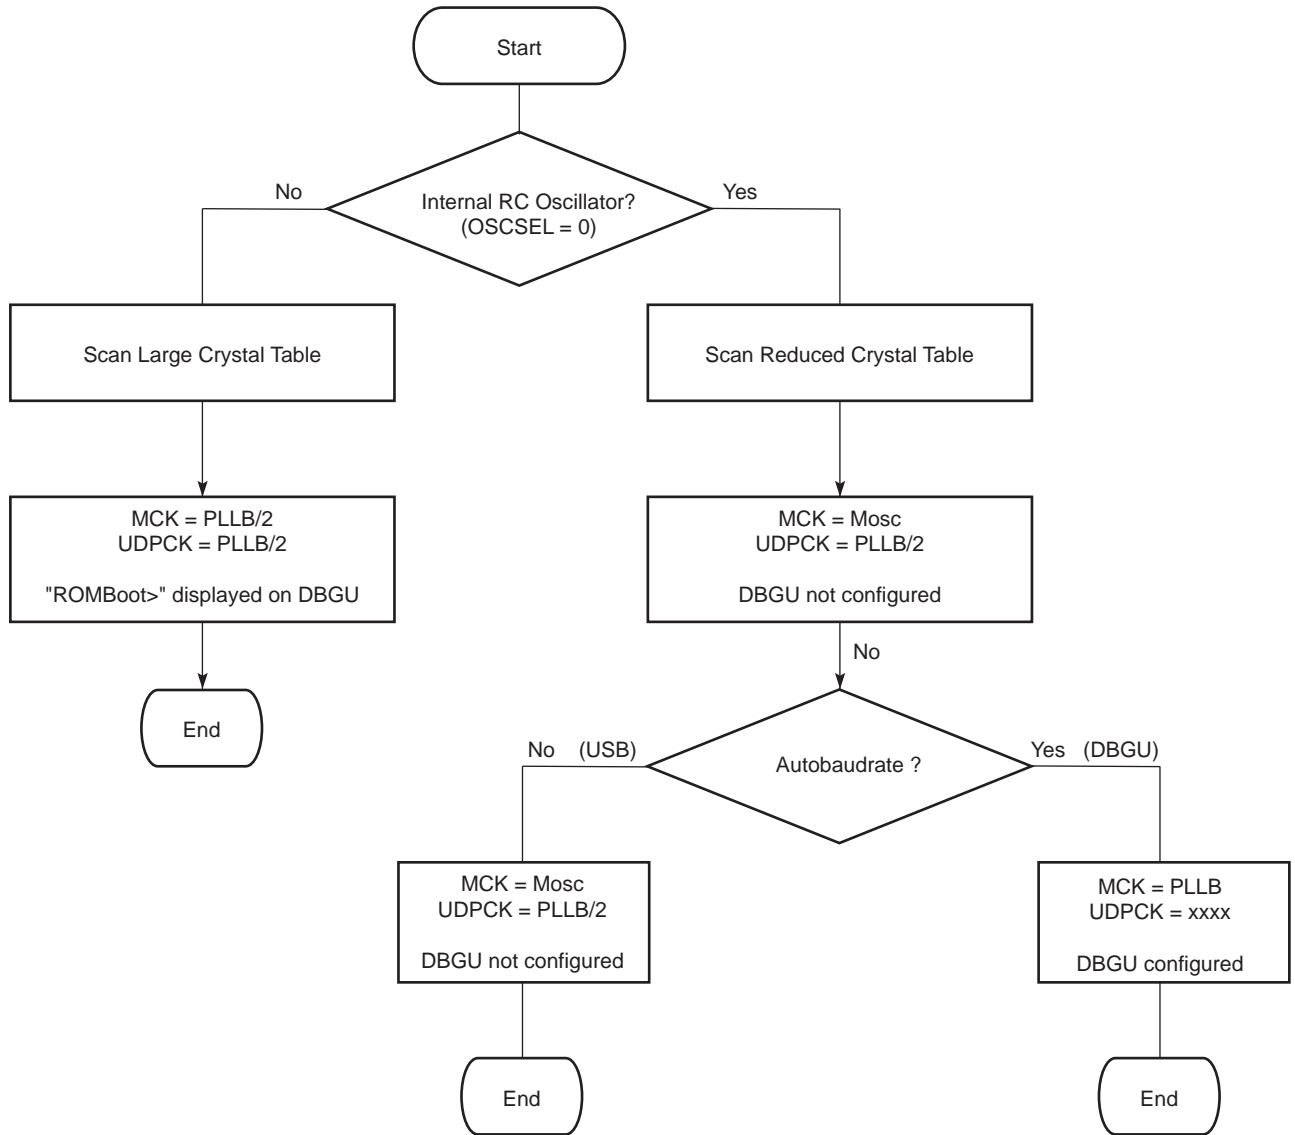 Start
No
Yes
Internal RC Oscillator?
(OSCSEL = 0)
Scan Large Crystal Table
Scan Reduced Crystal Table
MCK = PLLB/2
UDPCK = PLLB/2
"ROMBoot>" displayed on DBGU
MCK = Mosc
UDPCK = PLLB/2
DBGU not configured
No
End
No (USB)
Autobaudrate ?
Yes (DBGU)
MCK = Mosc
UDPCK = PLLB/2
DBGU not configured
MCK = PLLB
UDPCK = xxxx
DBGU configured
End
End